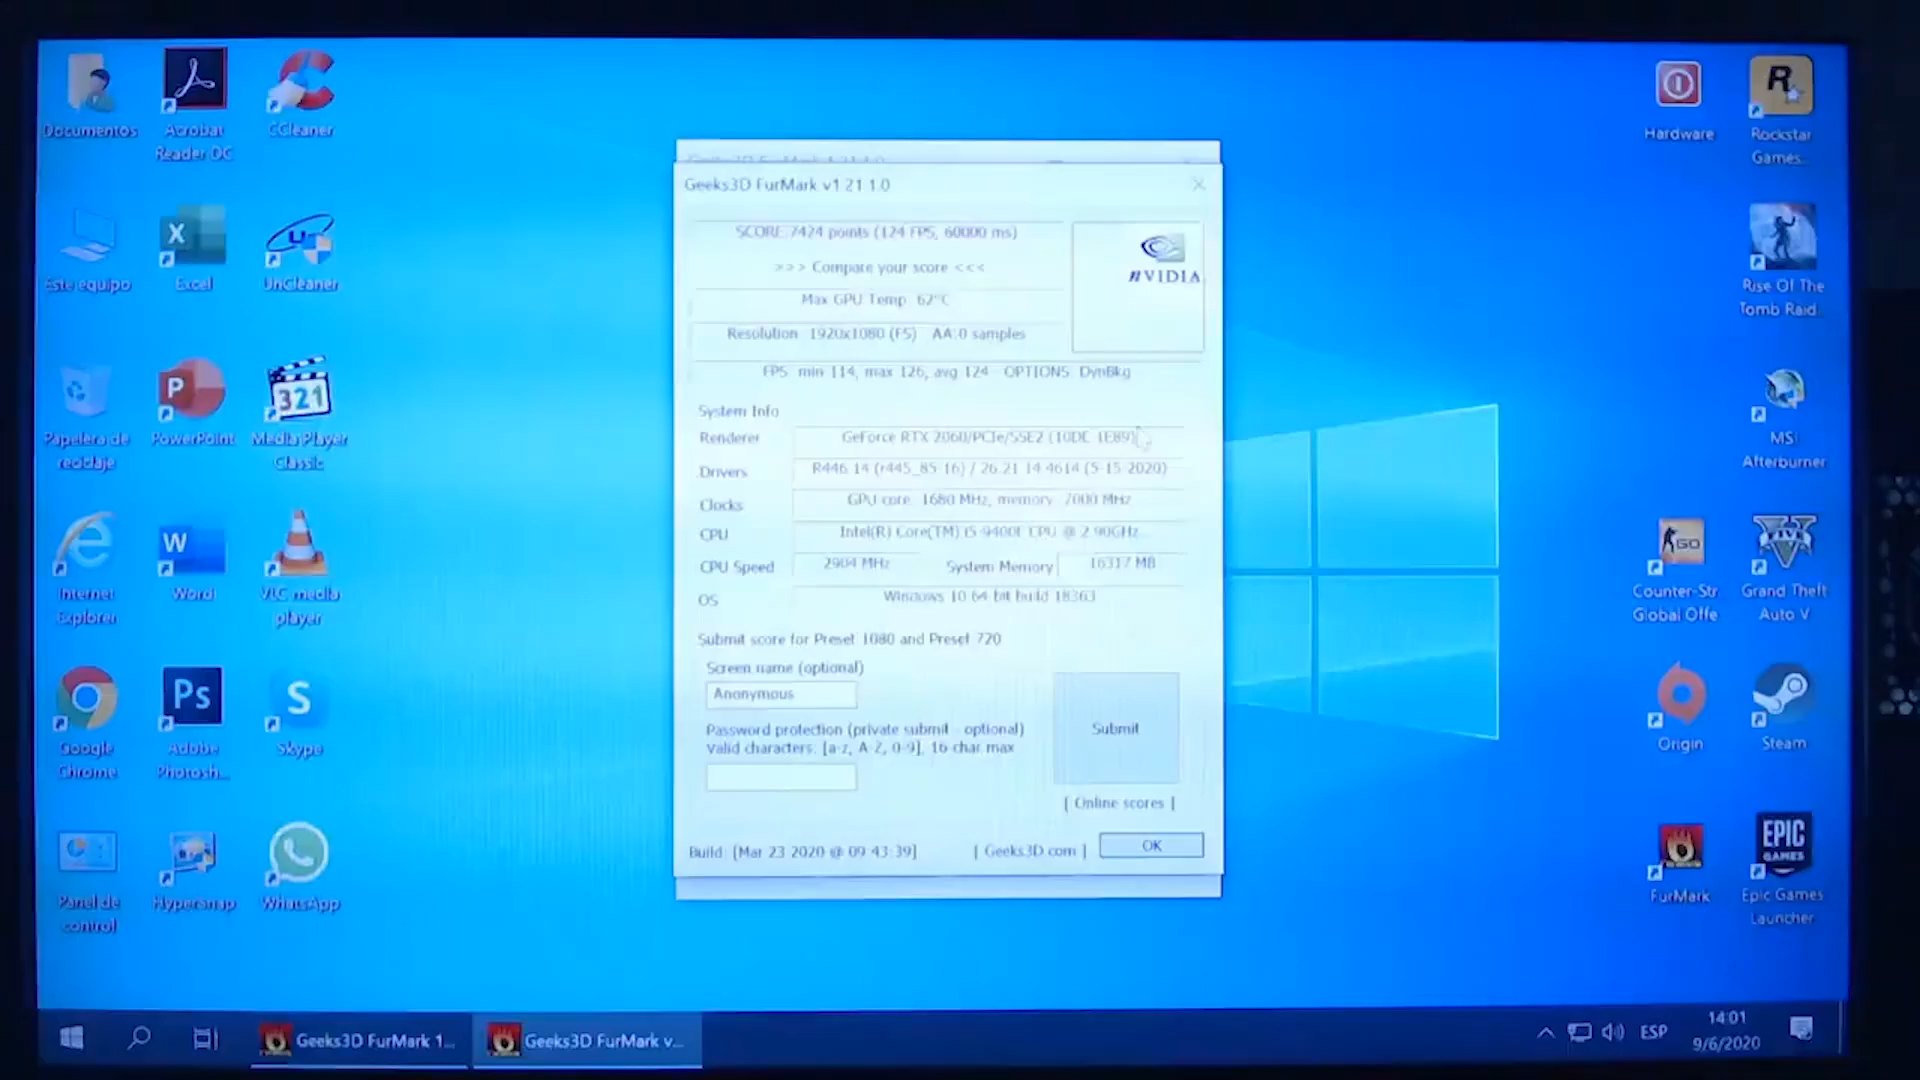 Documentos
Acrobat
Reader DC
CCleaner
Este equipo
Excel
UnCleaner
Papelera de
reciclaje
PowerPoint
321
Media Player
Classic
Internet
Explorer
Word
VLC media
player
Google
Chrome
Ps
Adobe
Photosh...
Skype
Panel de
control
Hypersnap
WhatsApp
Geeks3D FurMark v1.21.1.0
SCORE:7424 points (124 FPS, 60000 ms)
>>> Compare your score <<<
Max GPU Temp: 62°C
Resolution: 1920x1080 (FS) AA:0 samples
FPS: min:114, max:126, avg:124 - OPTIONS: DynBkg
NVIDIA
System Info
Renderer
GeForce RTX 2060/PCIe/SSE2 (10DE-1E89)
Drivers
R446.14 (r445_85-16) / 26.21.14.4614 (5-15-2020)
Clocks
GPU core: 1680 MHz, memory: 7000 MHz
CPU
Intel(R) Core(TM) i5-9400F CPU @ 2.90GHz
CPU Speed
2904 MHz
System Memory
16317 MB
OS
Windows 10 64-bit build 18363
Submit score for Preset 1080 and Preset 720
Screen name (optional)
Anonymous
Password protection (private submit - optional)
Valid characters: [a-z, A-Z, 0-9], 16 char max
Submit
[ Online scores ]
Build: [Mar 23 2020 @ 09:43:39]
[ Geeks3D.com ]
OK
Hardware
Rockstar
Games...
Rise Of The
Tomb Raid...
MSI
Afterburner
GO
Counter-Str
Global Offe
V
Grand Theft
Auto V
Origin
Steam
FurMark
EPIC
GAMES
Epic Games
Launcher
Geeks3D FurMark 1...
Geeks3D FurMark v...
ESP
14:01
9/6/2020